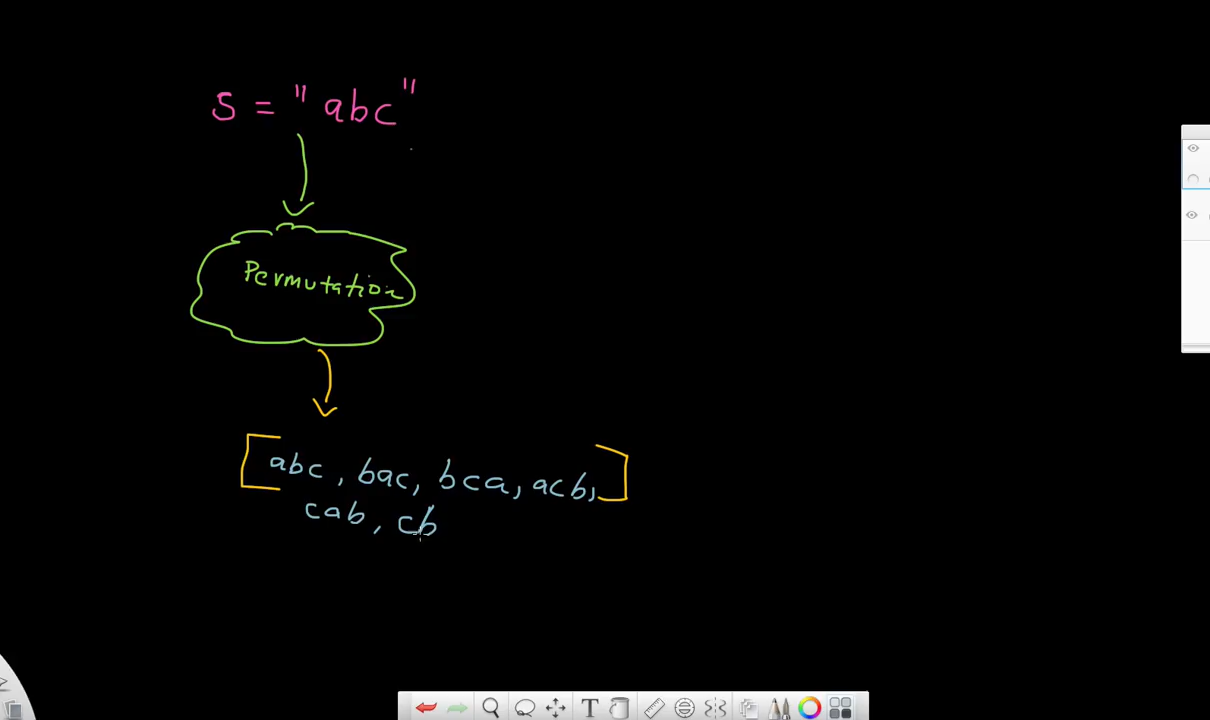 S = "abc"
Permutation
[abc, bac, bca, acb,]
cab, cb
T